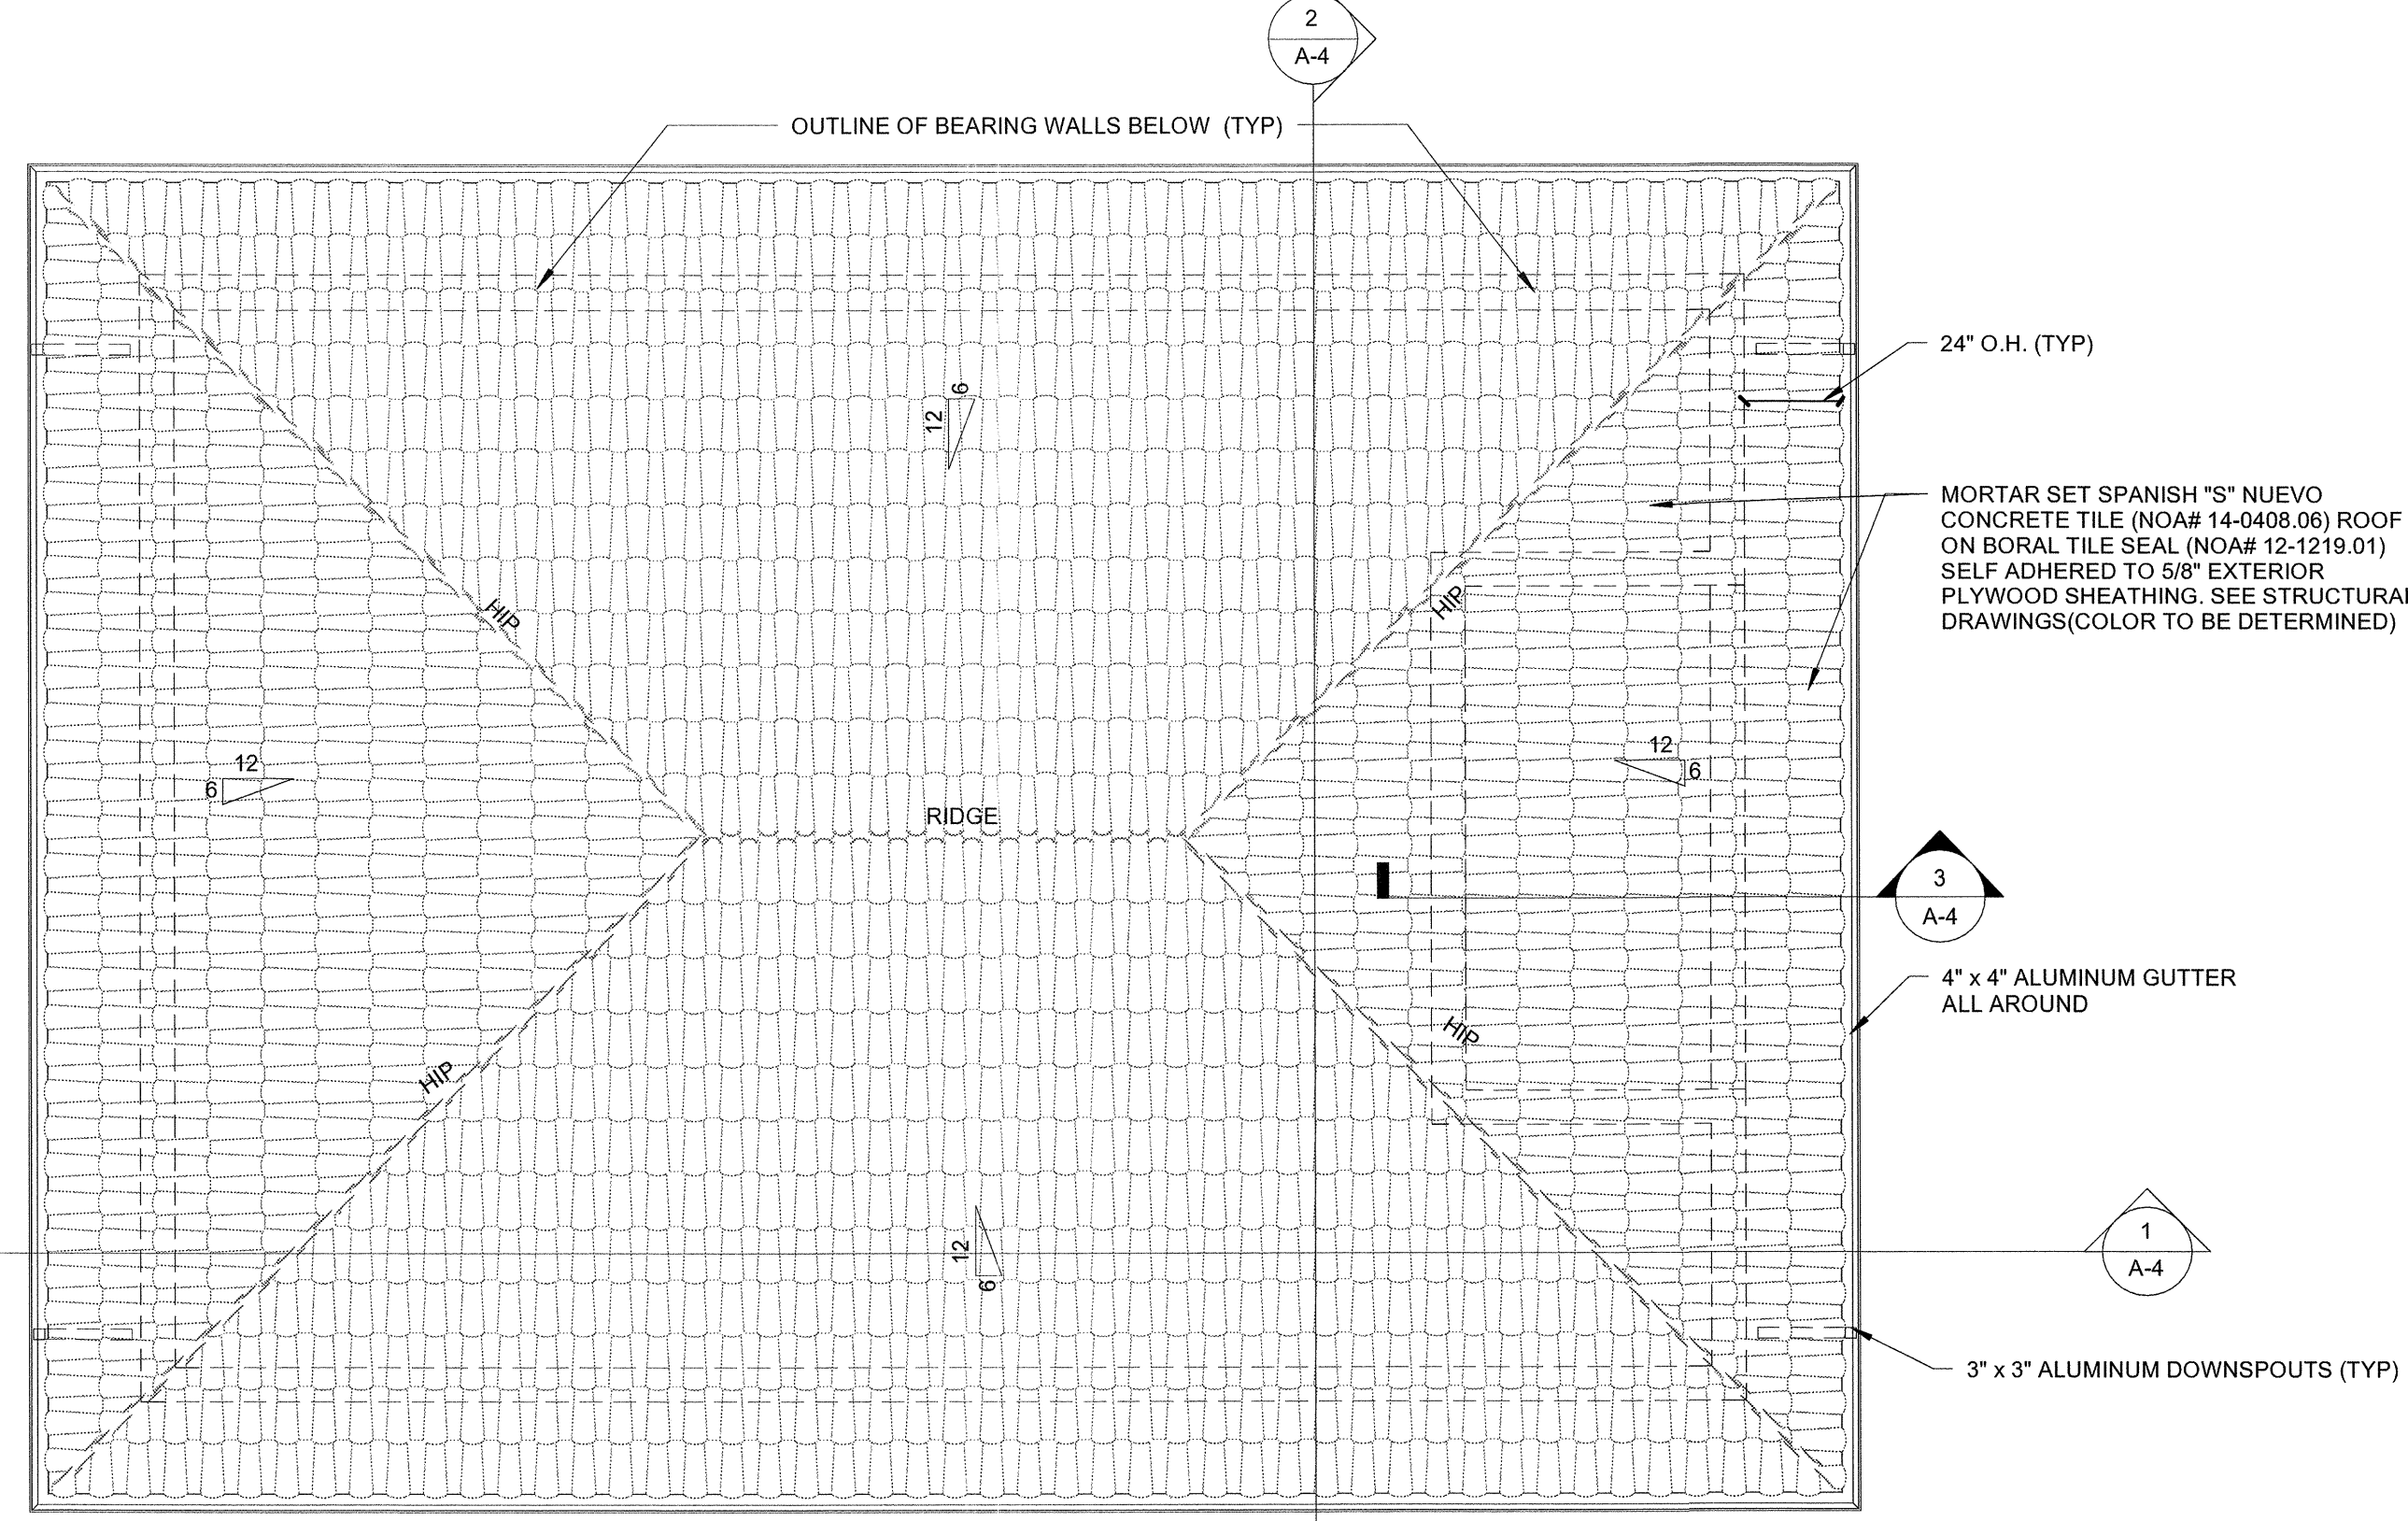 2
A-4
OUTLINE OF BEARING WALLS BELOW (TYP)
24" O.H. (TYP)
6
12
MORTAR SET SPANISH "S" NUEVO
CONCRETE TILE (NOA# 14-0408.06) ROOF
ON BORAL TILE SEAL (NOA# 12-1219.01)
SELF ADHERED TO 5/8" EXTERIOR
PLYWOOD SHEATHING. SEE STRUCTURAL
DRAWINGS(COLOR TO BE DETERMINED)
HIP
HIP
12
6
12
6
RIDGE
3
A-4
4" x 4" ALUMINUM GUTTER
ALL AROUND
HIP
HIP
12
6
1
A-4
3" x 3" ALUMINUM DOWNSPOUTS (TYP)